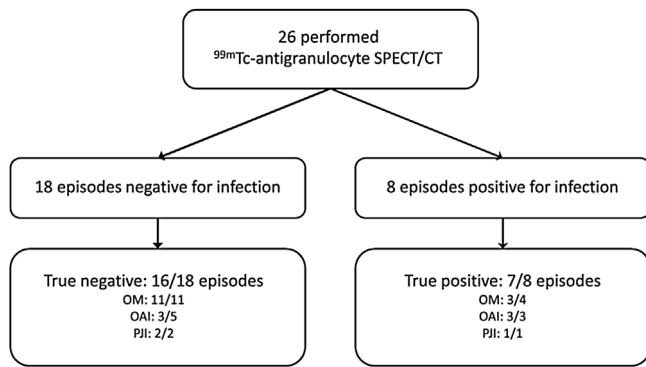 26 performed
⁹⁹ᵐTc-antigranulocyte SPECT/CT
18 episodes negative for infection
8 episodes positive for infection
True negative: 16/18 episodes
OM: 11/11
OAI: 3/5
PJI: 2/2
True positive: 7/8 episodes
OM: 3/4
OAI: 3/3
PJI: 1/1